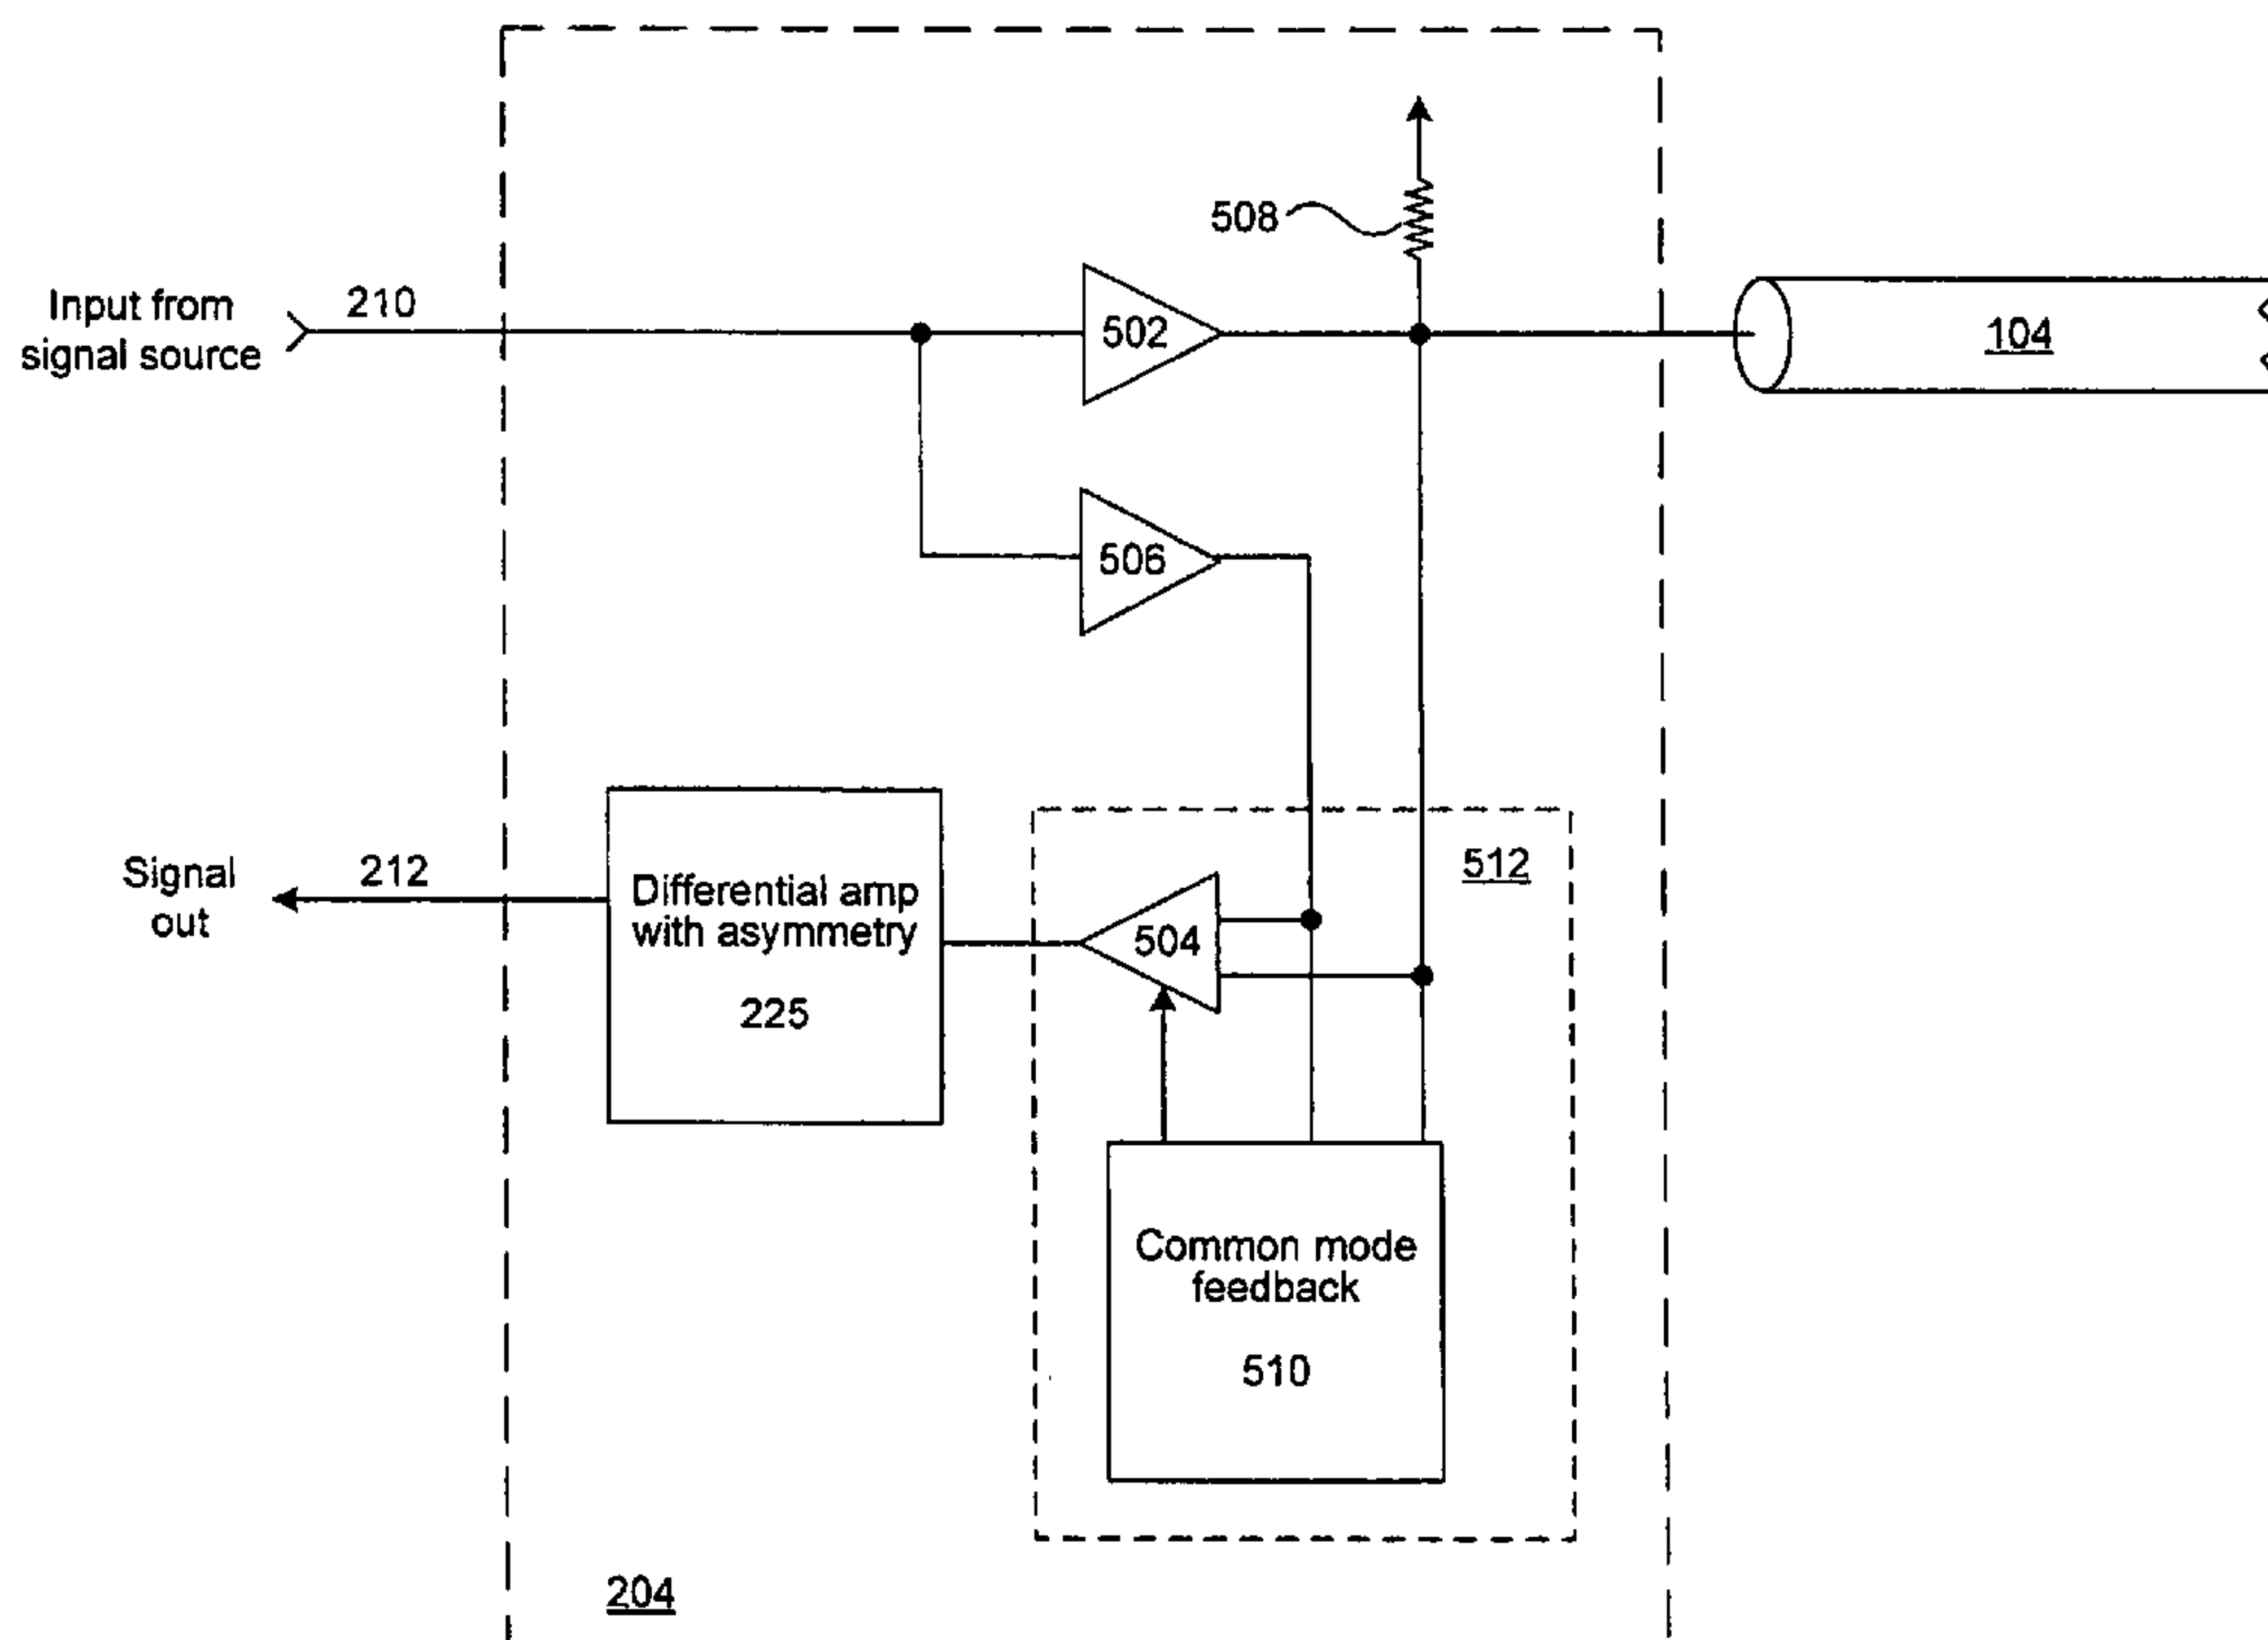 508
Input from
signal source
210
502
104
506
Signal
out
212
Differential amp
with asymmetry
225
504
512
Common mode
feedback
510
204